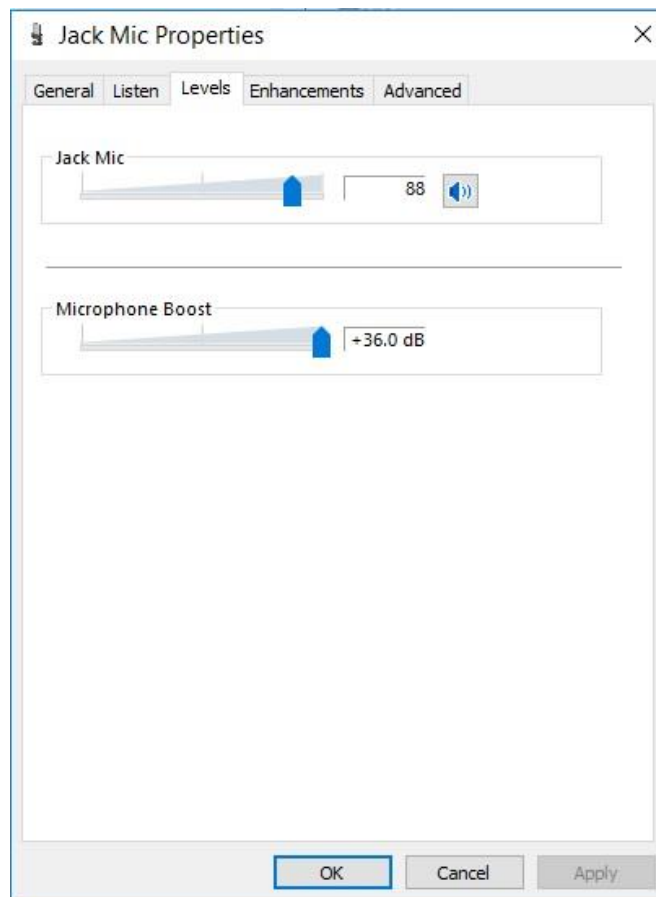 Jack Mic Properties
General Listen Levels Enhancements Advanced
Jack Mic
88
Microphone Boost
+36.0 dB
OK Cancel Apply